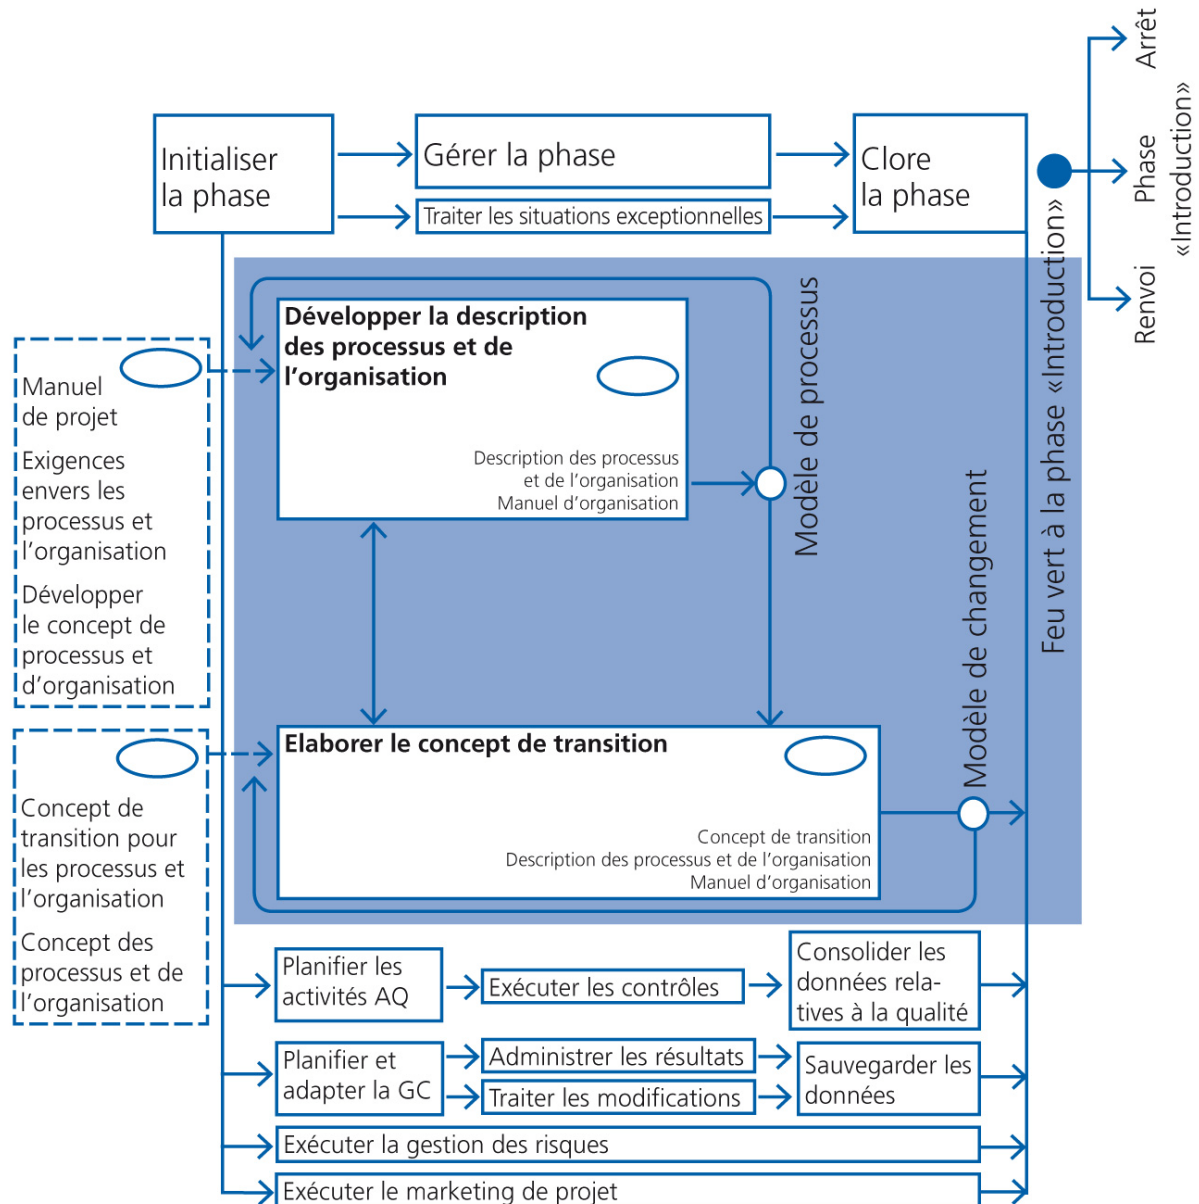 Initialiser
la phase
Gérer la phase
Traiter les situations exceptionnelles
Clore
la phase
Feu vert à la phase «Introduction»
Arrêt
Phase
«Introduction»
Renvoi
Manuel
de projet
Exigences
envers les
processus et
l'organisation
Développer
le concept de
processus et
d'organisation
Développer la description
des processus et de
l'organisation
Description des processus
et de l'organisation
Manuel d'organisation
Modèle de processus
Concept de
transition pour
les processus et
l'organisation
Concept des
processus et de
l'organisation
Elaborer le concept de transition
Concept de transition
Description des processus et de l'organisation
Manuel d'organisation
Modèle de changement
Planifier les
activités AQ
Exécuter les contrôles
Consolider les
données rela-
tives à la qualité
Planifier et
adapter la GC
Administrer les résultats
Traiter les modifications
Sauvegarder les
données
Exécuter la gestion des risques
Exécuter le marketing de projet